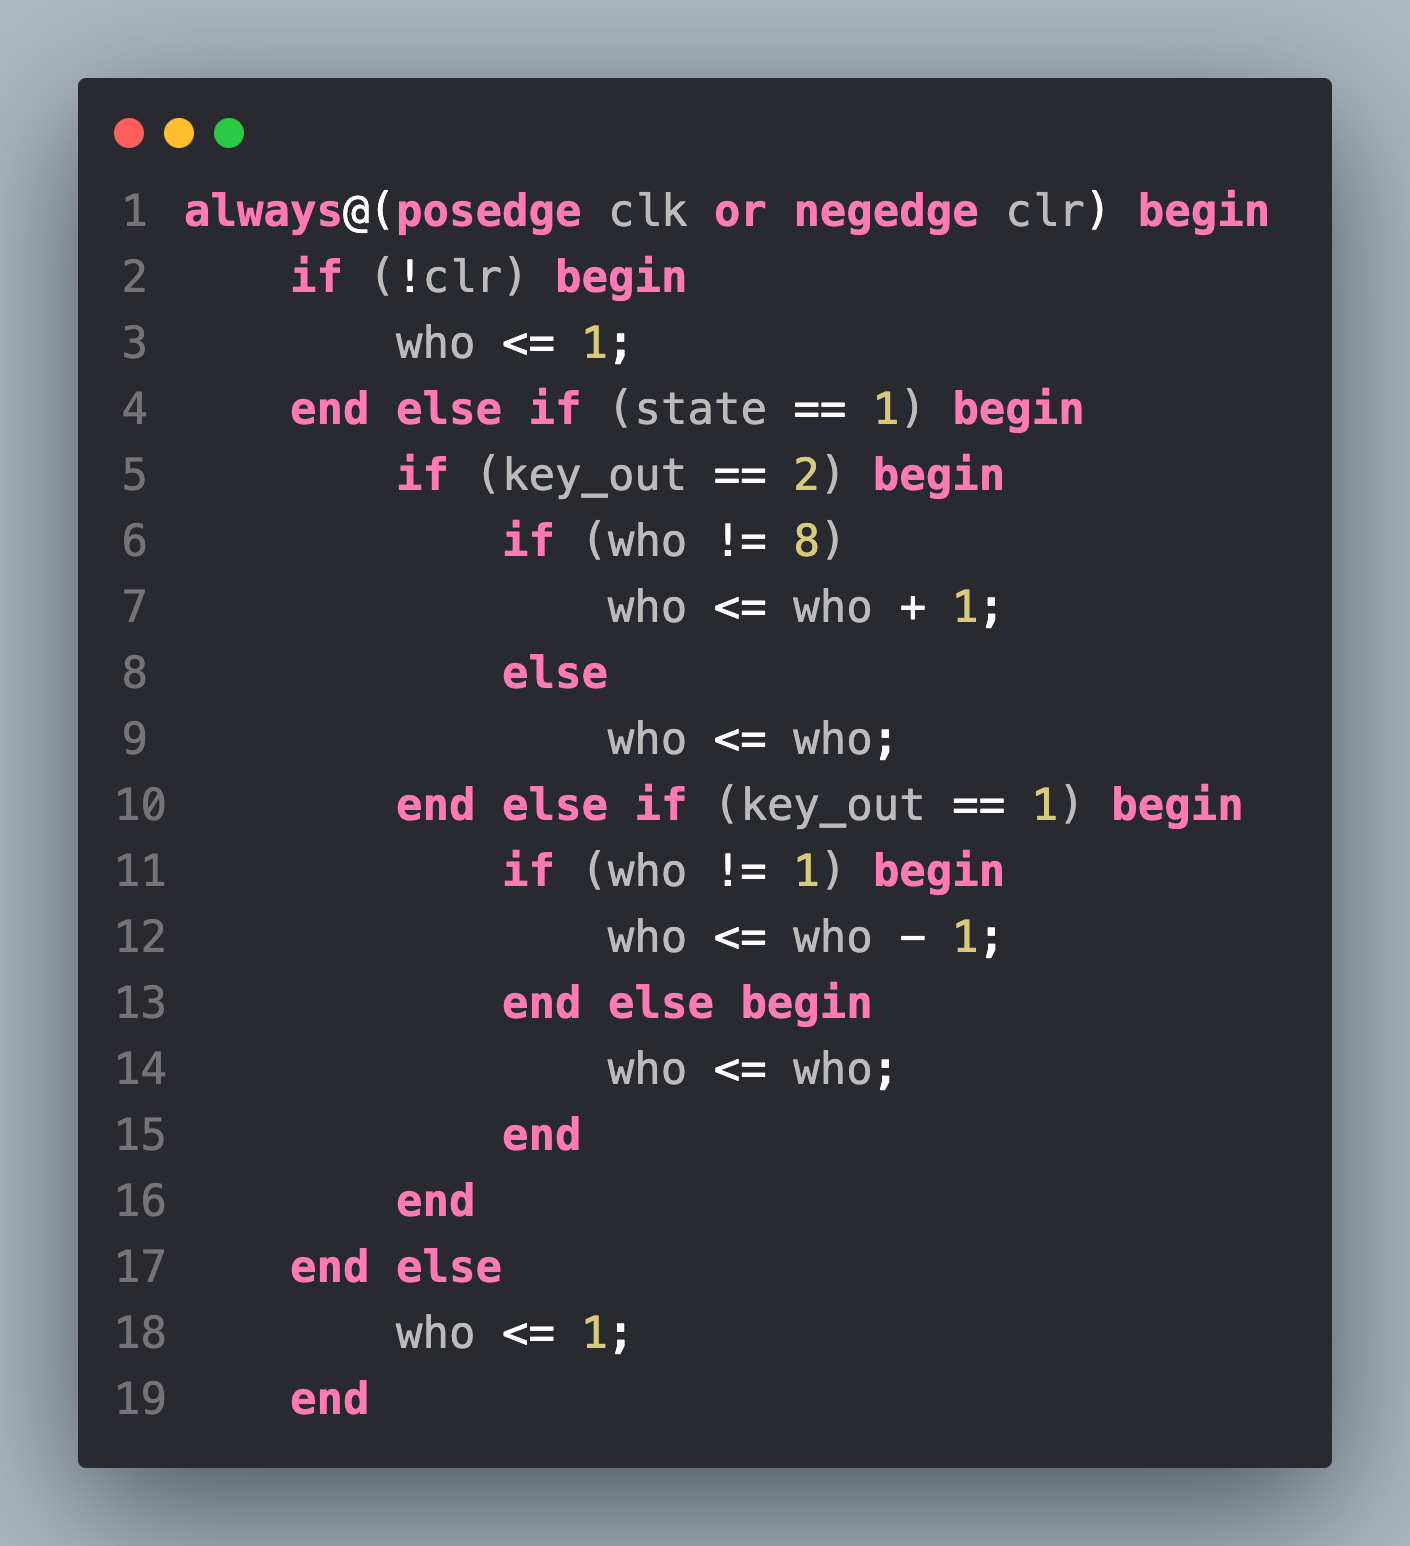 1 always@(posedge clk or negedge clr) begin
2     if (!clr) begin
3         who <= 1;
4     end else if (state == 1) begin
5         if (key_out == 2) begin
6             if (who != 8)
7                 who <= who + 1;
8             else
9                 who <= who;
10         end else if (key_out == 1) begin
11             if (who != 1) begin
12                 who <= who - 1;
13             end else begin
14                 who <= who;
15             end
16         end
17     end else
18         who <= 1;
19     end